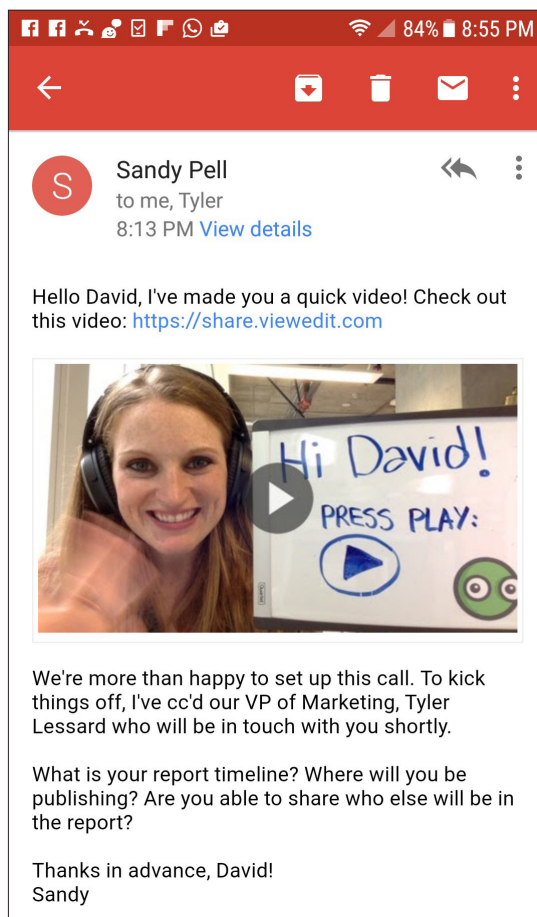 84% 8:55 PM
S
Sandy Pell
to me, Tyler
8:13 PM View details
Hello David, I've made you a quick video! Check out
this video: https://share.viewedit.com
Hi David!
PRESS PLAY:
We're more than happy to set up this call. To kick
things off, I've cc'd our VP of Marketing, Tyler
Lessard who will be in touch with you shortly.
What is your report timeline? Where will you be
publishing? Are you able to share who else will be in
the report?
Thanks in advance, David!
Sandy